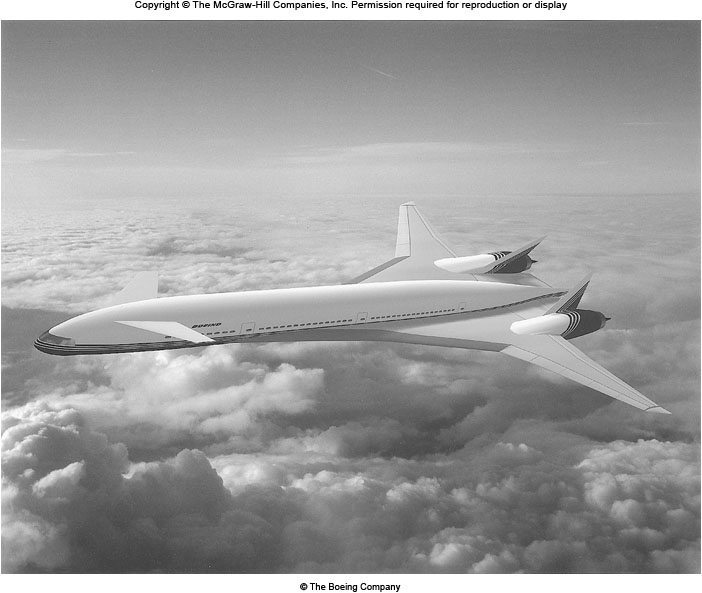 Copyright © The McGraw-Hill Companies, Inc. Permission required for reproduction or display
BOEING
© The Boeing Company